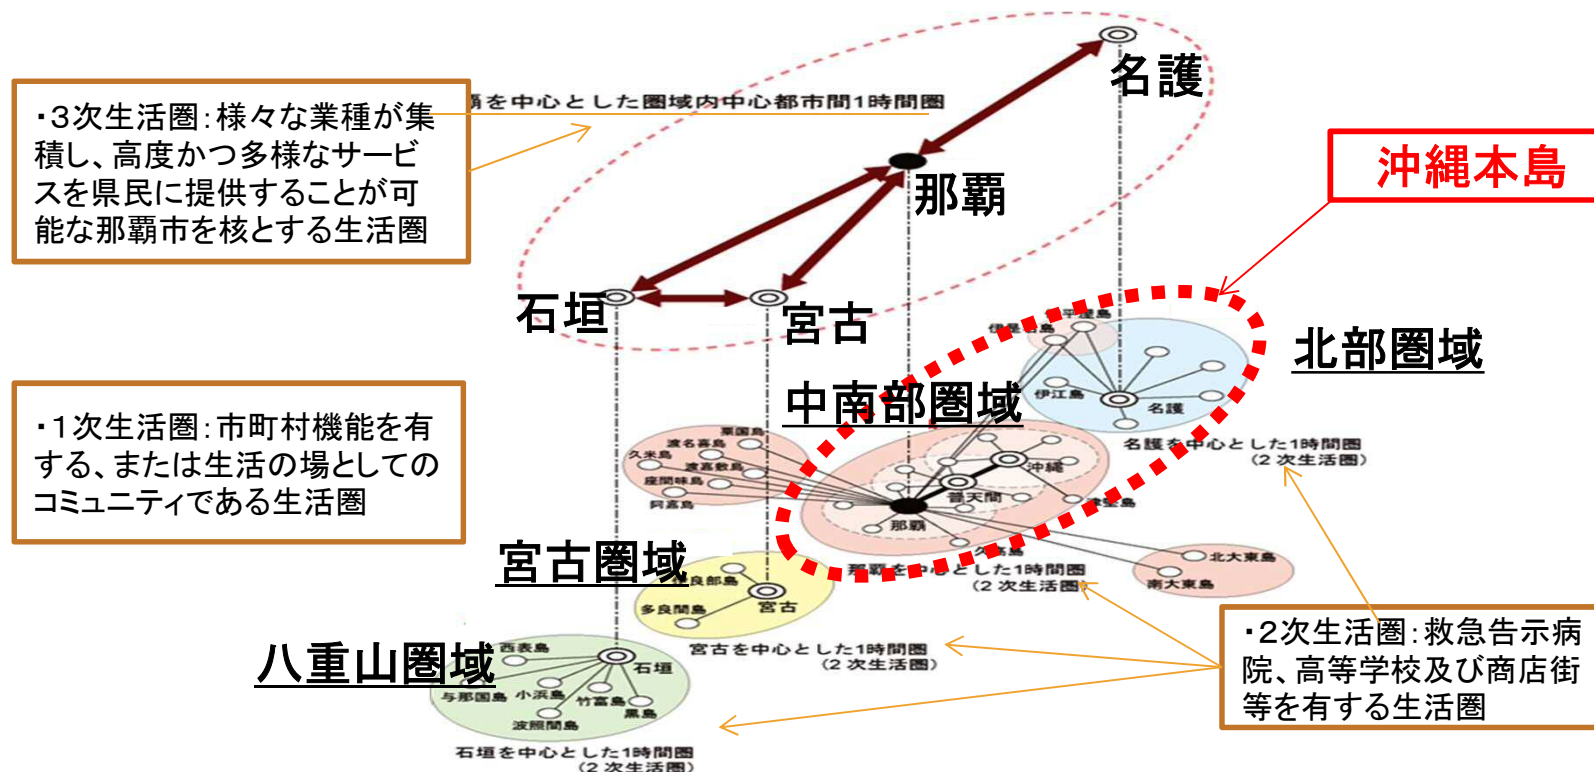 名護
覇を中心とした圏域内中心都市間1時間圏
・3次生活圏：様々な業種が集
積し、高度かつ多様なサービ
スを県民に提供することが可
能な那覇市を核とする生活圏
沖縄本島
那覇
石垣
宮古
平屋島
伊是名島
北部圏域
中南部圏域
伊江島
名護
・1次生活圏：市町村機能を有
する、または生活の場としての
コミュニティである生活圏
粟国島
渡名喜島
久米島
渡嘉敷島
座間味島
阿嘉島
名護を中心とした1時間圏
（2次生活圏）
沖縄
普天間
津堅島
那覇
久高島
宮古圏域
北大東島
南大東島
那覇を中心とした1時間圏
（2次生活圏）
良部島
多良間島
宮古
・2次生活圏：救急告示病
院、高等学校及び商店街
等を有する生活圏
宮古を中心とした1時間圏
（2次生活圏）
八重山圏域
西表島
石垣
与那国島
小浜島
竹富島
黒島
波照間島
石垣を中心とした1時間圏
（2次生活圏）